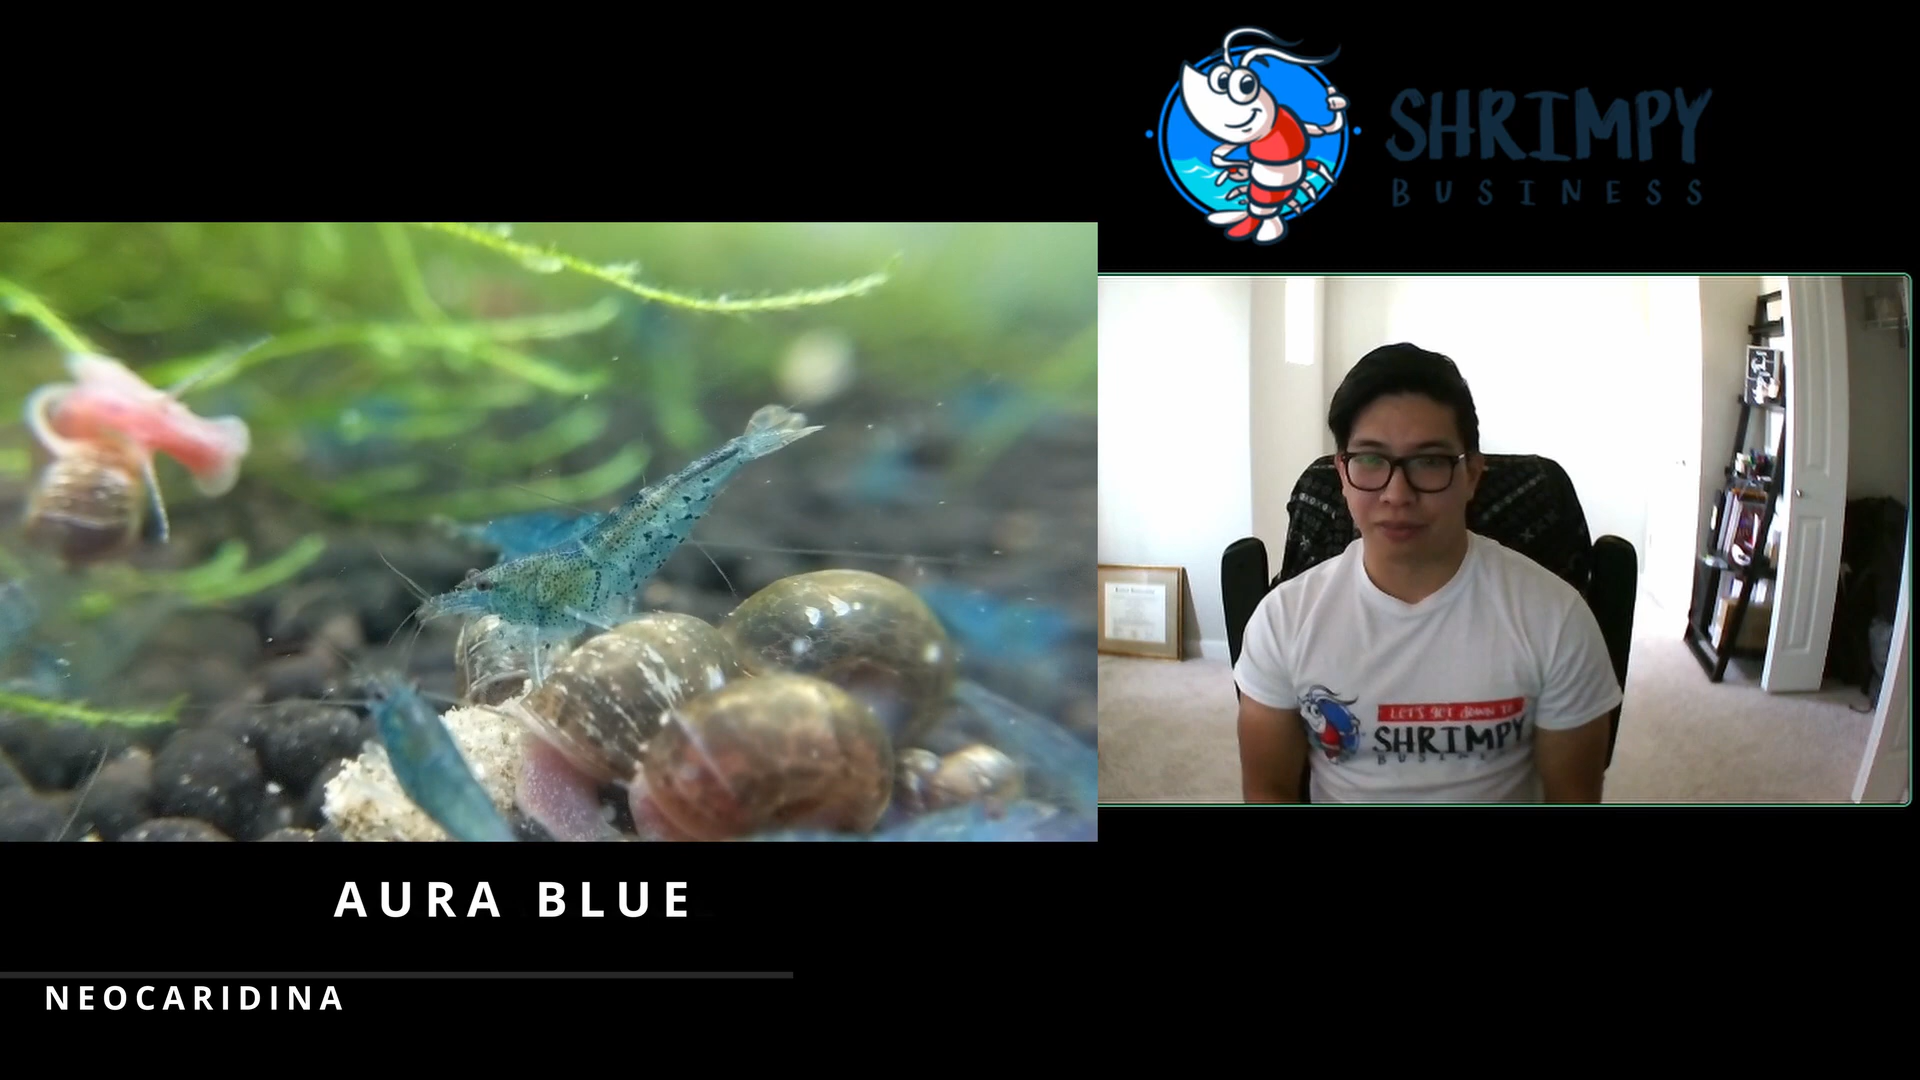 SHRIMPY
BUSINESS
LET'S GET DOWN TO
SHRIMPY
AURA BLUE
NEOCARIDINA